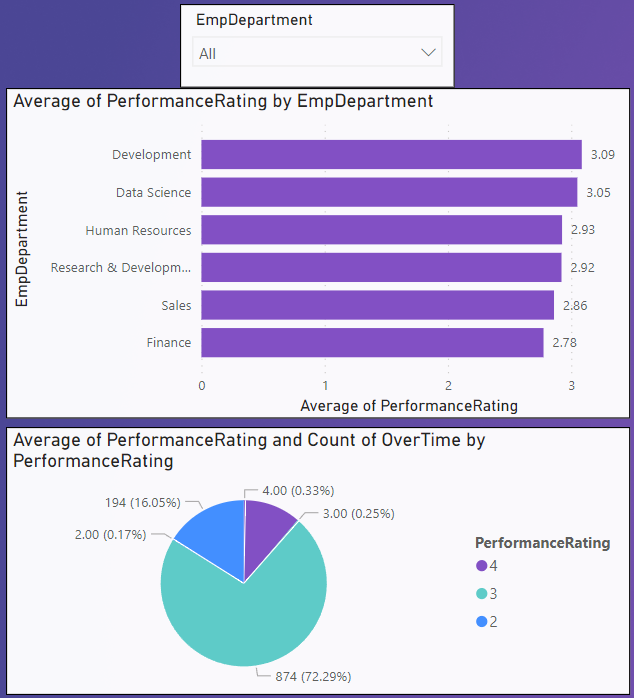 EmpDepartment
All
Average of PerformanceRating by EmpDepartment
EmpDepartment
Development 3.09
Data Science 3.05
Human Resources 2.93
Research & Developm... 2.92
Sales 2.86
Finance 2.78
0 1 2 3
Average of PerformanceRating
Average of PerformanceRating and Count of OverTime by
PerformanceRating
4.00 (0.33%)
194 (16.05%)
3.00 (0.25%)
2.00 (0.17%)
874 (72.29%)
PerformanceRating
4
3
2